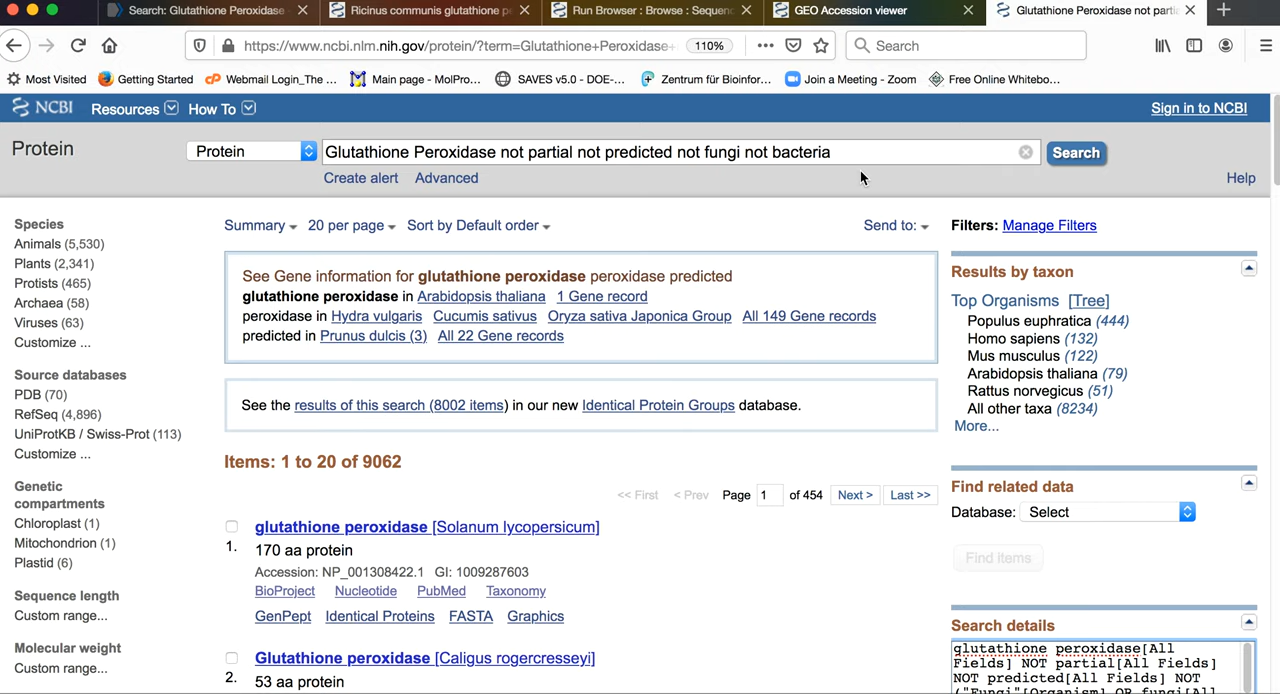 Search: Glutathione Peroxidase
Ricinus communis glutathione pe
Run Browser : Browse : Sequenc
GEO Accession viewer
Glutathione Peroxidase not parti
https://www.ncbi.nlm.nih.gov/protein/?term=Glutathione+Peroxidase+
110%
Search
Most Visited
Getting Started
Webmail Login_The ...
Main page - MolPro...
SAVES v5.0 - DOE-...
Zentrum für Bioinfor...
Join a Meeting - Zoom
Free Online Whitebo...
NCBI Resources How To
Sign in to NCBI
Protein
Protein
Glutathione Peroxidase not partial not predicted not fungi not bacteria
Search
Create alert Advanced
Help
Species
Animals (5,530)
Plants (2,341)
Protists (465)
Archaea (58)
Viruses (63)
Customize ...
Source databases
PDB (70)
RefSeq (4,896)
UniProtKB / Swiss-Prot (113)
Customize ...
Genetic
compartments
Chloroplast (1)
Mitochondrion (1)
Plastid (6)
Sequence length
Custom range...
Molecular weight
Custom range...
Summary 20 per page Sort by Default order
Send to:
See Gene information for glutathione peroxidase peroxidase predicted
glutathione peroxidase in Arabidopsis thaliana 1 Gene record
peroxidase in Hydra vulgaris Cucumis sativus Oryza sativa Japonica Group All 149 Gene records
predicted in Prunus dulcis (3) All 22 Gene records
See the results of this search (8002 items) in our new Identical Protein Groups database.
Items: 1 to 20 of 9062
<< First < Prev Page 1 of 454 Next > Last >>
glutathione peroxidase [Solanum lycopersicum]
1. 170 aa protein
Accession: NP_001308422.1 GI: 1009287603
BioProject Nucleotide PubMed Taxonomy
GenPept Identical Proteins FASTA Graphics
Glutathione peroxidase [Caligus rogercresseyi]
2. 53 aa protein
Filters: Manage Filters
Results by taxon
Top Organisms [Tree]
Populus euphratica (444)
Homo sapiens (132)
Mus musculus (122)
Arabidopsis thaliana (79)
Rattus norvegicus (51)
All other taxa (8234)
More...
Find related data
Database: Select
Find items
Search details
glutathione peroxidase[All
Fields] NOT partial[All Fields]
NOT predicted[All Fields] NOT
("Fungi"[Organism] OR fungi[All